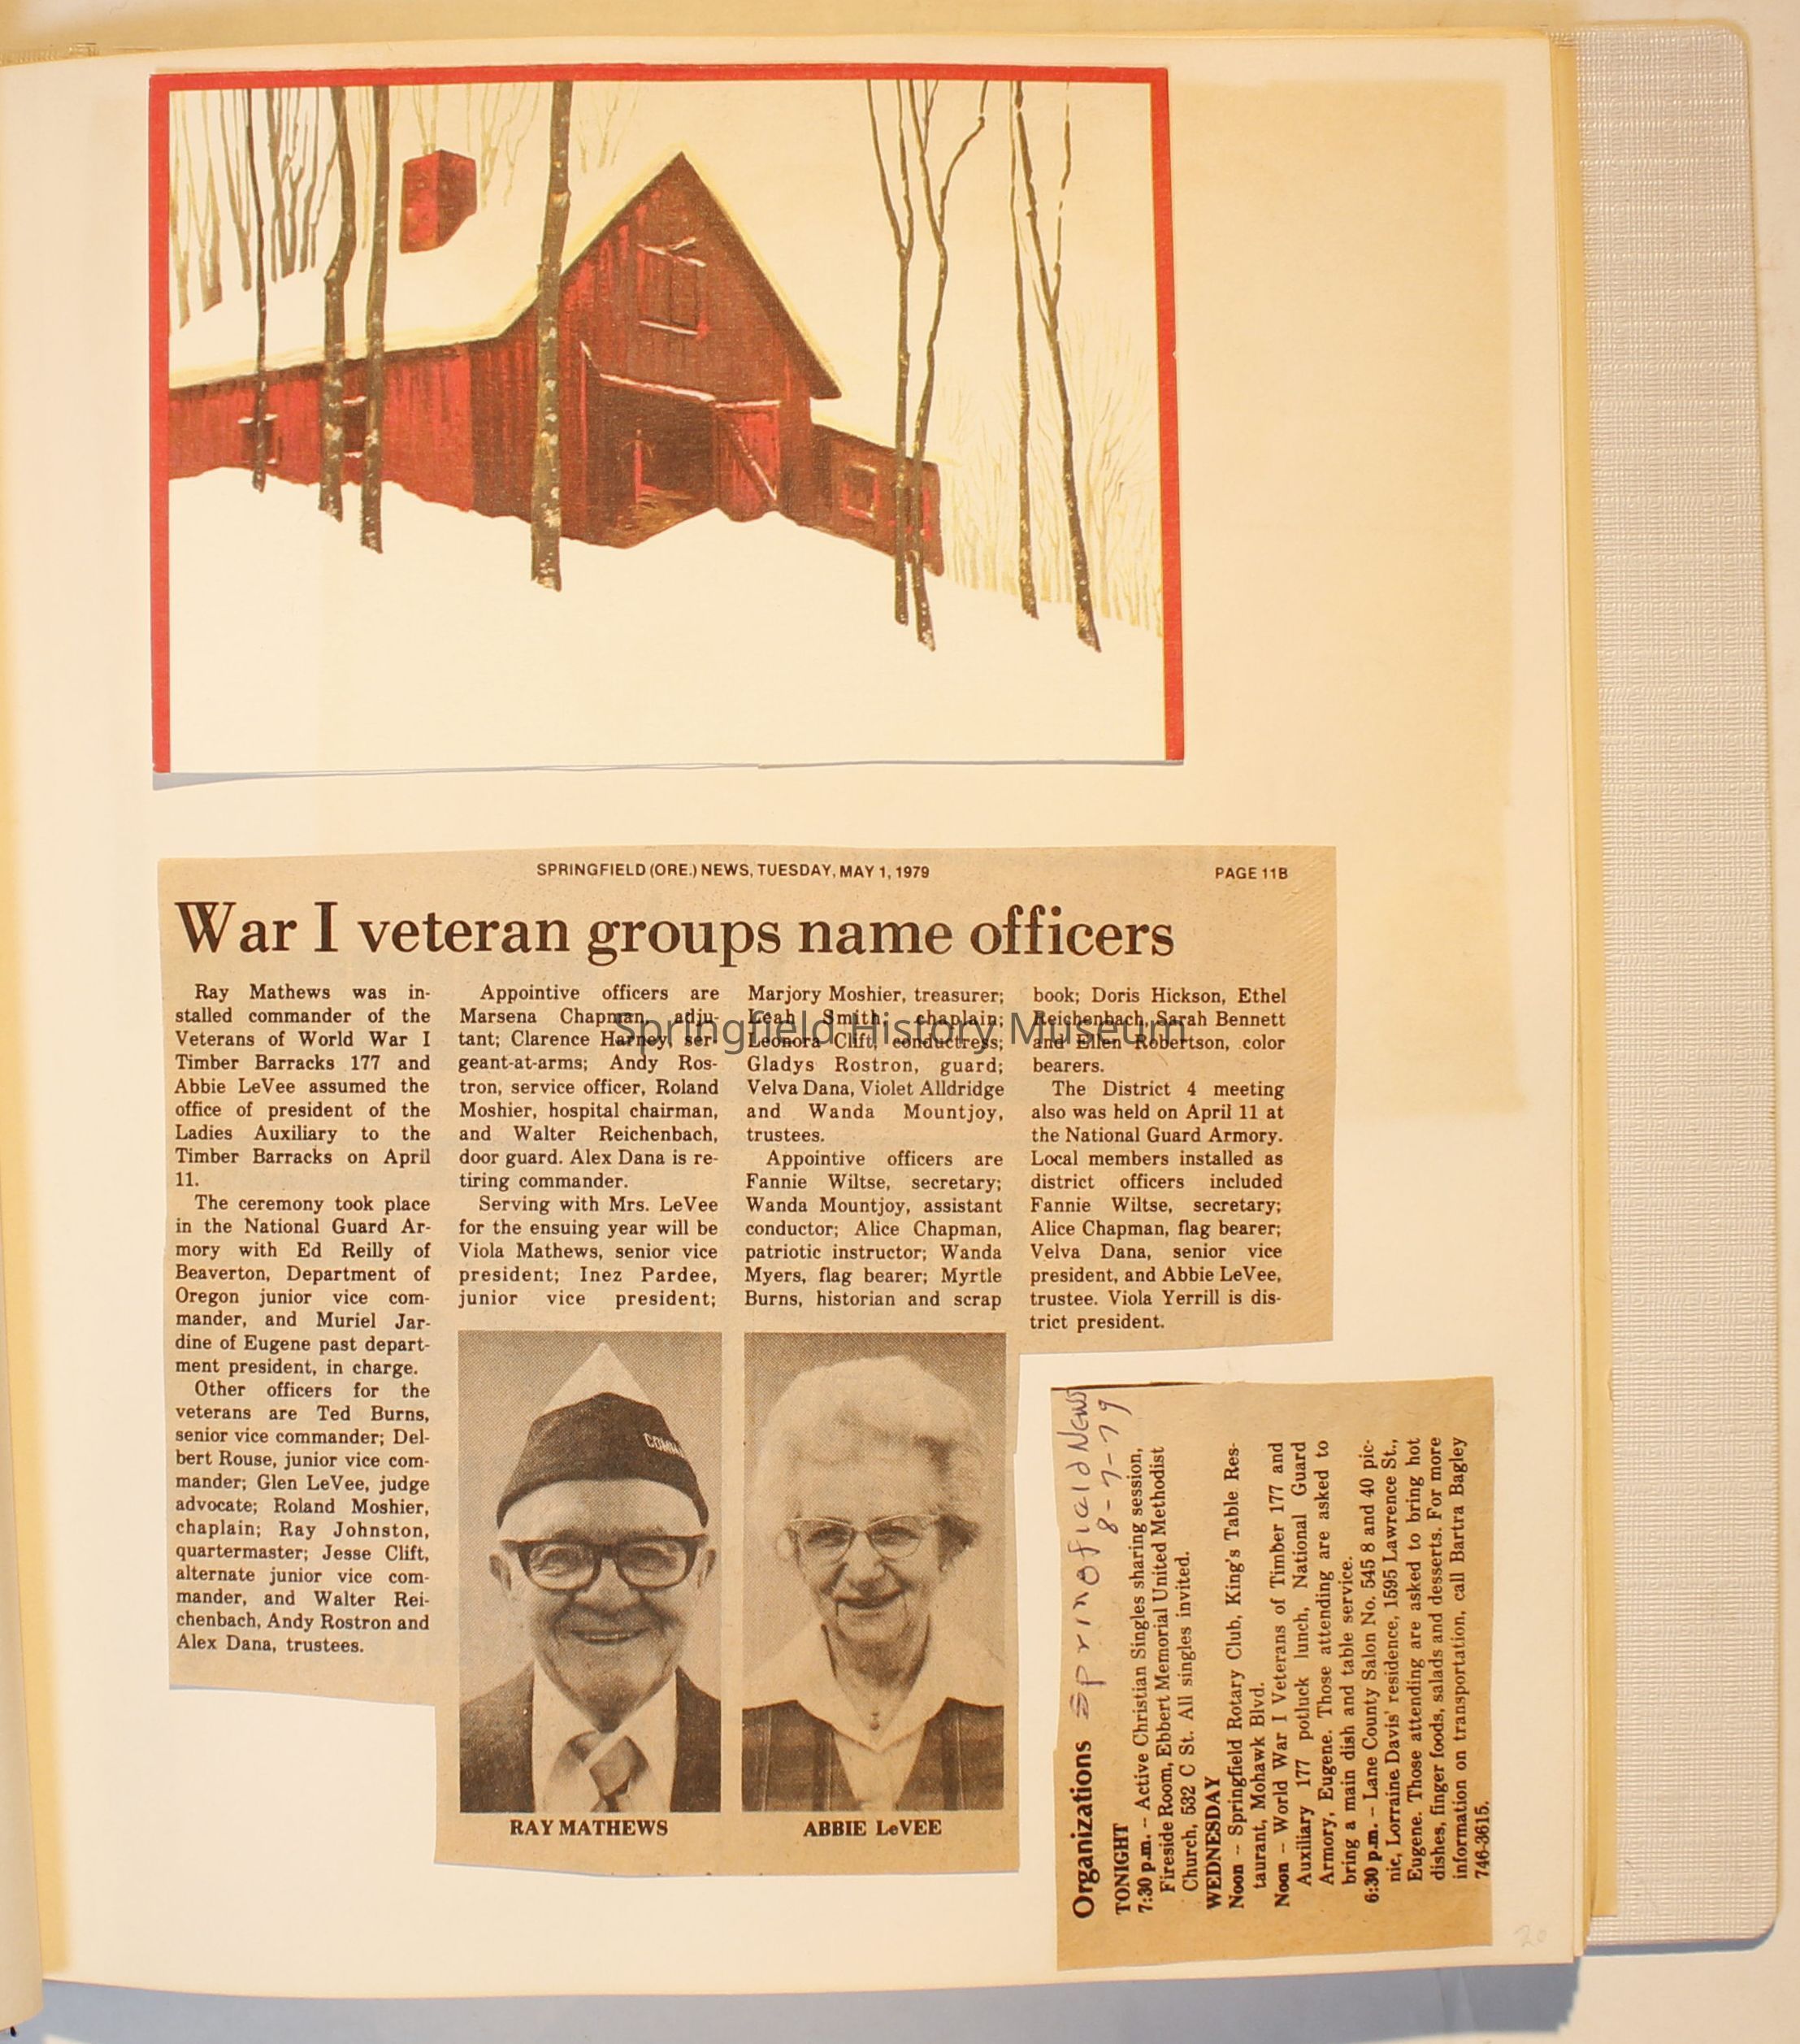 SPRINGFIELD (ORE.) NEWS, TUESDAY, MAY 1, 1979
PAGE 11B
War I veteran groups name officers
Ray Mathews was in-
stalled commander of the
Veterans of World War I
Timber Barracks 177 and
Abbie LeVee assumed the
office of president of the
Ladies Auxiliary to the
Timber Barracks on April
11.
The ceremony took place
in the National Guard Ar-
mory with Ed Reilly of
Beaverton, Department of
Oregon junior vice com-
mander, and Muriel Jar-
dine of Eugene past depart-
ment president, in charge.
Other officers for the
veterans are Ted Burns,
senior vice commander; Del-
bert Rouse, junior vice com-
mander; Glen LeVee, judge
advocate; Roland Moshier,
chaplain; Ray Johnston,
quartermaster; Jesse Clift,
alternate junior vice com-
mander, and Walter Rei-
chenbach, Andy Rostron and
Alex Dana, trustees.
Appointive officers are
Marsena Chapman, adju-
tant; Clarence Harney, ser-
geant-at-arms; Andy Ros-
tron, service officer, Roland
Moshier, hospital chairman,
and Walter Reichenbach,
door guard. Alex Dana is re-
tiring commander.
Serving with Mrs. LeVee
for the ensuing year will be
Viola Mathews, senior vice
president; Inez Pardee,
junior vice president;
Marjory Moshier, treasurer;
Leah Smith, chaplain;
Leonora Clift, conductress;
Gladys Rostron, guard;
Velva Dana, Violet Alldridge
and Wanda Mountjoy,
trustees.
Appointive officers are
Fannie Wiltse, secretary;
Wanda Mountjoy, assistant
conductor; Alice Chapman,
patriotic instructor; Wanda
Myers, flag bearer; Myrtle
Burns, historian and scrap
book; Doris Hickson, Ethel
Reichenbach, Sarah Bennett
and Ellen Robertson, color
bearers.
The District 4 meeting
also was held on April 11 at
the National Guard Armory.
Local members installed as
district officers included
Fannie Wiltse, secretary;
Alice Chapman, flag bearer;
Velva Dana, senior vice
president, and Abbie LeVee,
trustee. Viola Yerrill is dis-
trict president.
Springfield History Museum
COMM
RAY MATHEWS
ABBIE LeVEE
Organizations Springfield News
8-7-79
TONIGHT
7:30 p.m. -- Active Christian Singles sharing session,
Fireside Room, Ebbert Memorial United Methodist
Church, 532 C St. All singles invited.
WEDNESDAY
Noon -- Springfield Rotary Club, King's Table Res-
taurant, Mohawk Blvd.
Noon -- World War I Veterans of Timber 177 and
Auxiliary 177 potluck lunch, National Guard
Armory, Eugene. Those attending are asked to
bring a main dish and table service.
6:30 p.m. -- Lane County Salon No. 545 8 and 40 pic-
nic, Lorraine Davis' residence, 1595 Lawrence St.,
Eugene. Those attending are asked to bring hot
dishes, finger foods, salads and desserts. For more
information on transportation, call Bartra Bagley
746-3615.
20